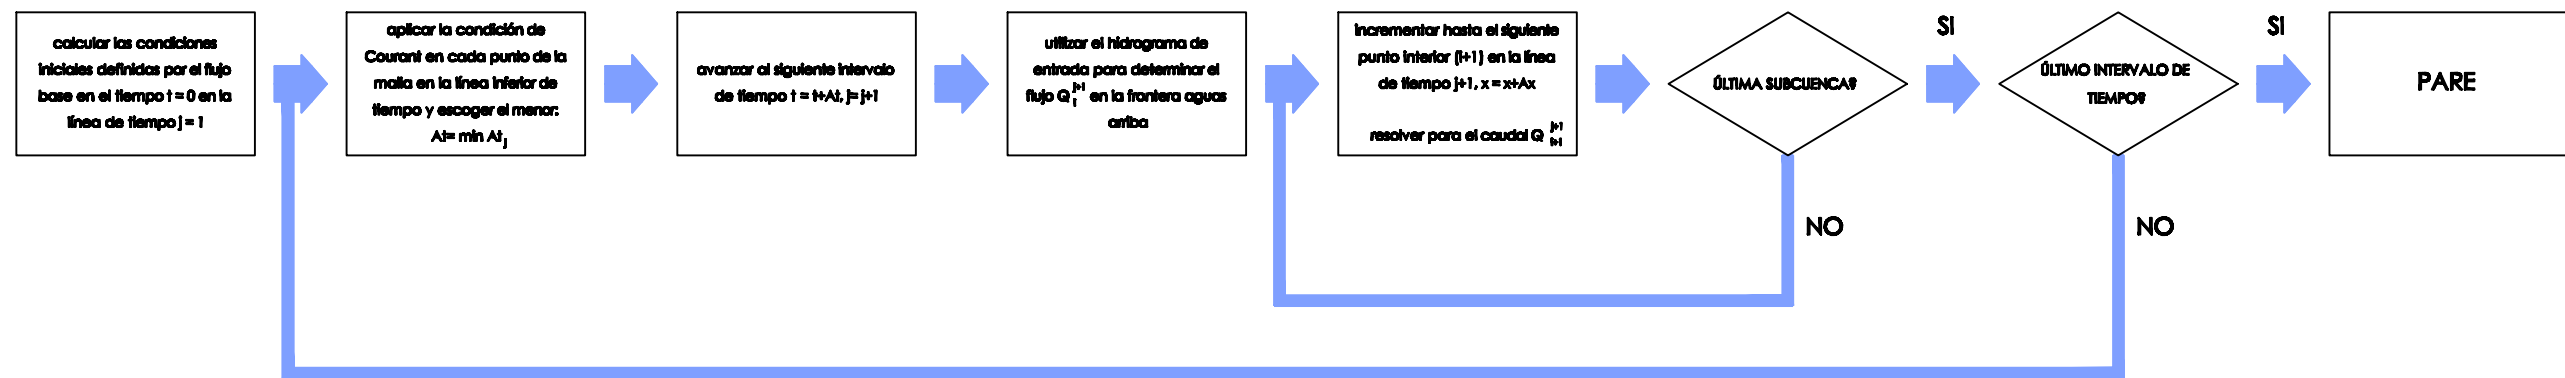 calcular las condiciones
iniciales definidas por el flujo
base en el tiempo t = 0 en la
línea de tiempo j = 1
aplicar la condición de
Courant en cada punto de la
malla en la línea inferior de
tiempo y escoger el menor:
At= min At j
avanzar al siguiente intervalo
de tiempo t = t+At, j= j+1
utilizar el hidrograma de
entrada para determinar el
flujo Q j+1 1 en la frontera aguas
arriba
incrementar hasta el siguiente
punto interior (i+1) en la línea
de tiempo j+1, x = x+Ax
resolver para el caudal Q j+1 i+1
ÚLTIMA SUBCUENCA?
SI
NO
ÚLTIMO INTERVALO DE
TIEMPO?
SI
NO
PARE